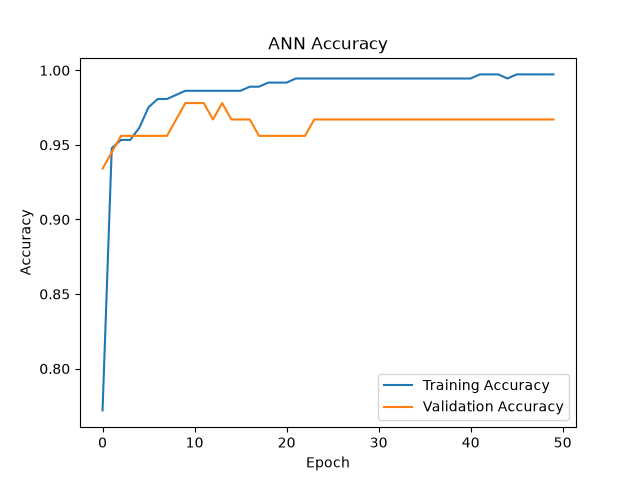 ANN Accuracy
Accuracy
1.00
0.95
0.90
0.85
0.80
Training Accuracy
Validation Accuracy
0 10 20 30 40 50
Epoch